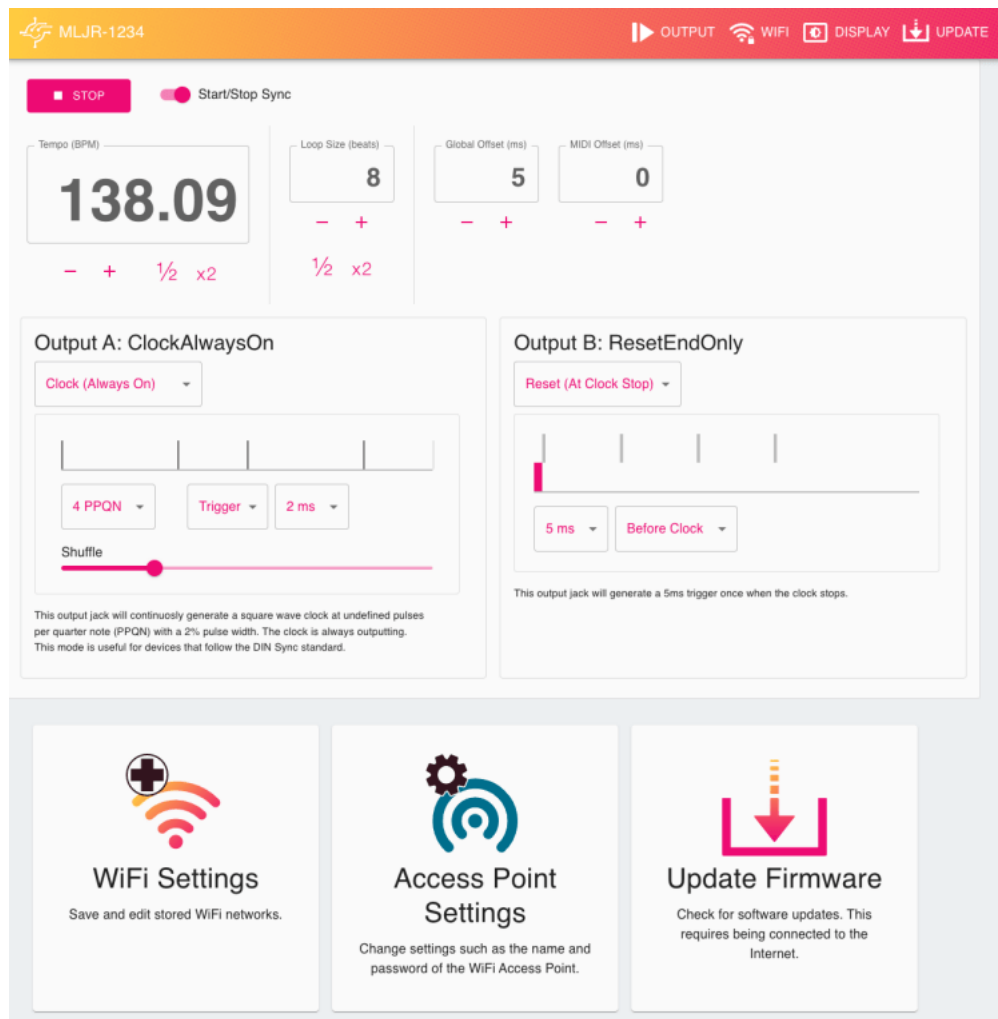 MLJR-1234
OUTPUT WIFI DISPLAY UPDATE
STOP Start/Stop Sync
Tempo (BPM) Loop Size (beats) Global Offset (ms) MIDI Offset (ms)
138.09 8 5 0
− + − + − +
− + ½ x2 ½ x2
Output A: ClockAlwaysOn
Clock (Always On)
4 PPQN Trigger 2 ms
Shuffle
This output jack will continuosly generate a square wave clock at undefined pulses
per quarter note (PPQN) with a 2% pulse width. The clock is always outputting.
This mode is useful for devices that follow the DIN Sync standard.
Output B: ResetEndOnly
Reset (At Clock Stop)
5 ms Before Clock
This output jack will generate a 5ms trigger once when the clock stops.
WiFi Settings
Save and edit stored WiFi networks.
Access Point
Settings
Change settings such as the name and
password of the WiFi Access Point.
Update Firmware
Check for software updates. This
requires being connected to the
Internet.